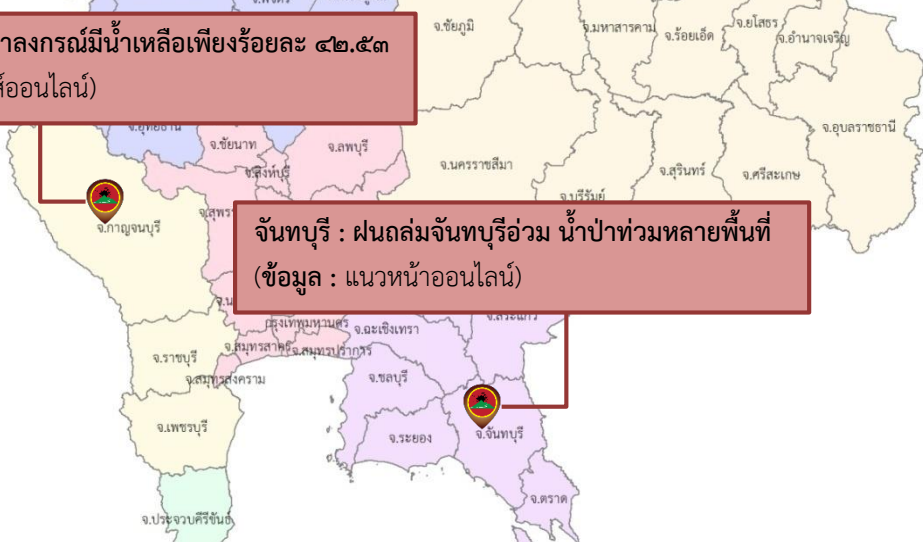 าลงกรณ์มีน้ำเหลือเพียงร้อยละ ๔๒.๕๓
ส์ออนไลน์)
จ.ชัยภูมิ
จ.มหาสารคาม
จ.ร้อยเอ็ด
จ.ยโสธร
จ.อำนาจเจริญ
จ.อุทัยธานี
จ.ชัยนาท
จ.ลพบุรี
จ.สิงห์บุรี
จ.นครราชสีมา
จ.บุรีรัมย์
จ.สุรินทร์
จ.ศรีสะเกษ
จ.อุบลราชธานี
จ.กาญจนบุรี
จ.สุพรร
จันทบุรี : ฝนถล่มจันทบุรีอ่วม น้ำป่าท่วมหลายพื้นที่
(ข้อมูล : แนวหน้าออนไลน์)
จ.น
กรุงเทพมหานคร
จ.ฉะเชิงเทรา
จ.สระแก้ว
จ.ราชบุรี
จ.สมุทรสาคร
จ.สมุทรปราการ
จ.สมุทรสงคราม
จ.ชลบุรี
จ.เพชรบุรี
จ.ระยอง
จ.จันทบุรี
จ.ตราด
จ.ประจวบคีรีขันธ์